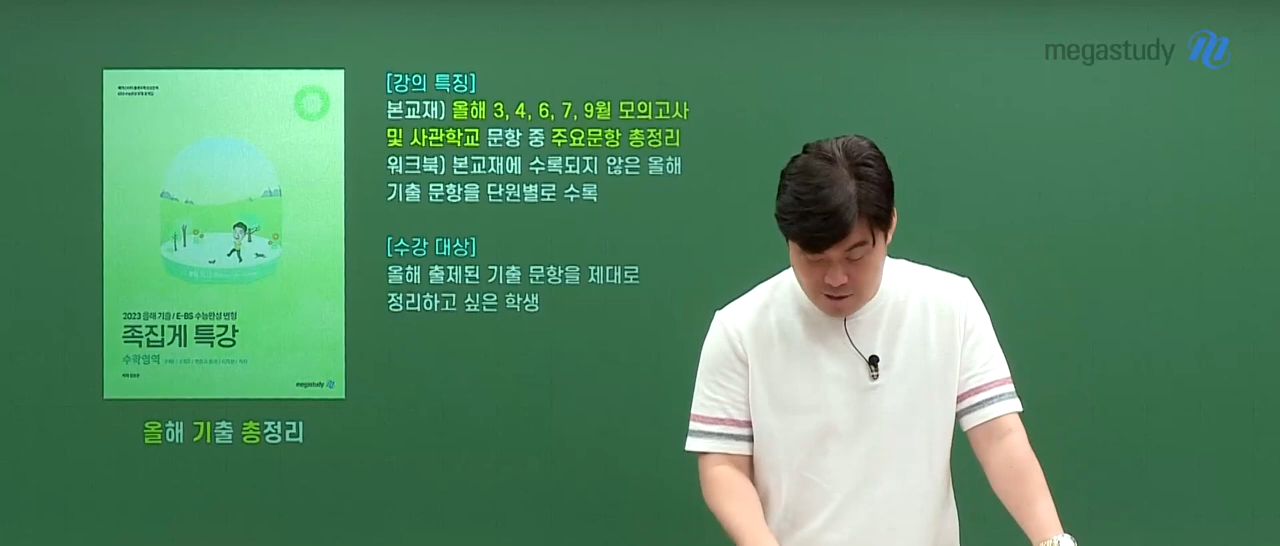 megastudy
[강의 특징]
본교재) 올해 3, 4, 6, 7, 9월 모의고사
및 사관학교 문항 중 주요문항 총정리
워크북) 본교재에 수록되지 않은 올해
기출 문항을 단원별로 수록
[수강 대상]
올해 출제된 기출 문항을 제대로
정리하고 싶은 학생
2023 올해 기출 / E-BS 수능완성 변형
족집게 특강
수학영역
megastudy
올해 기출 총정리